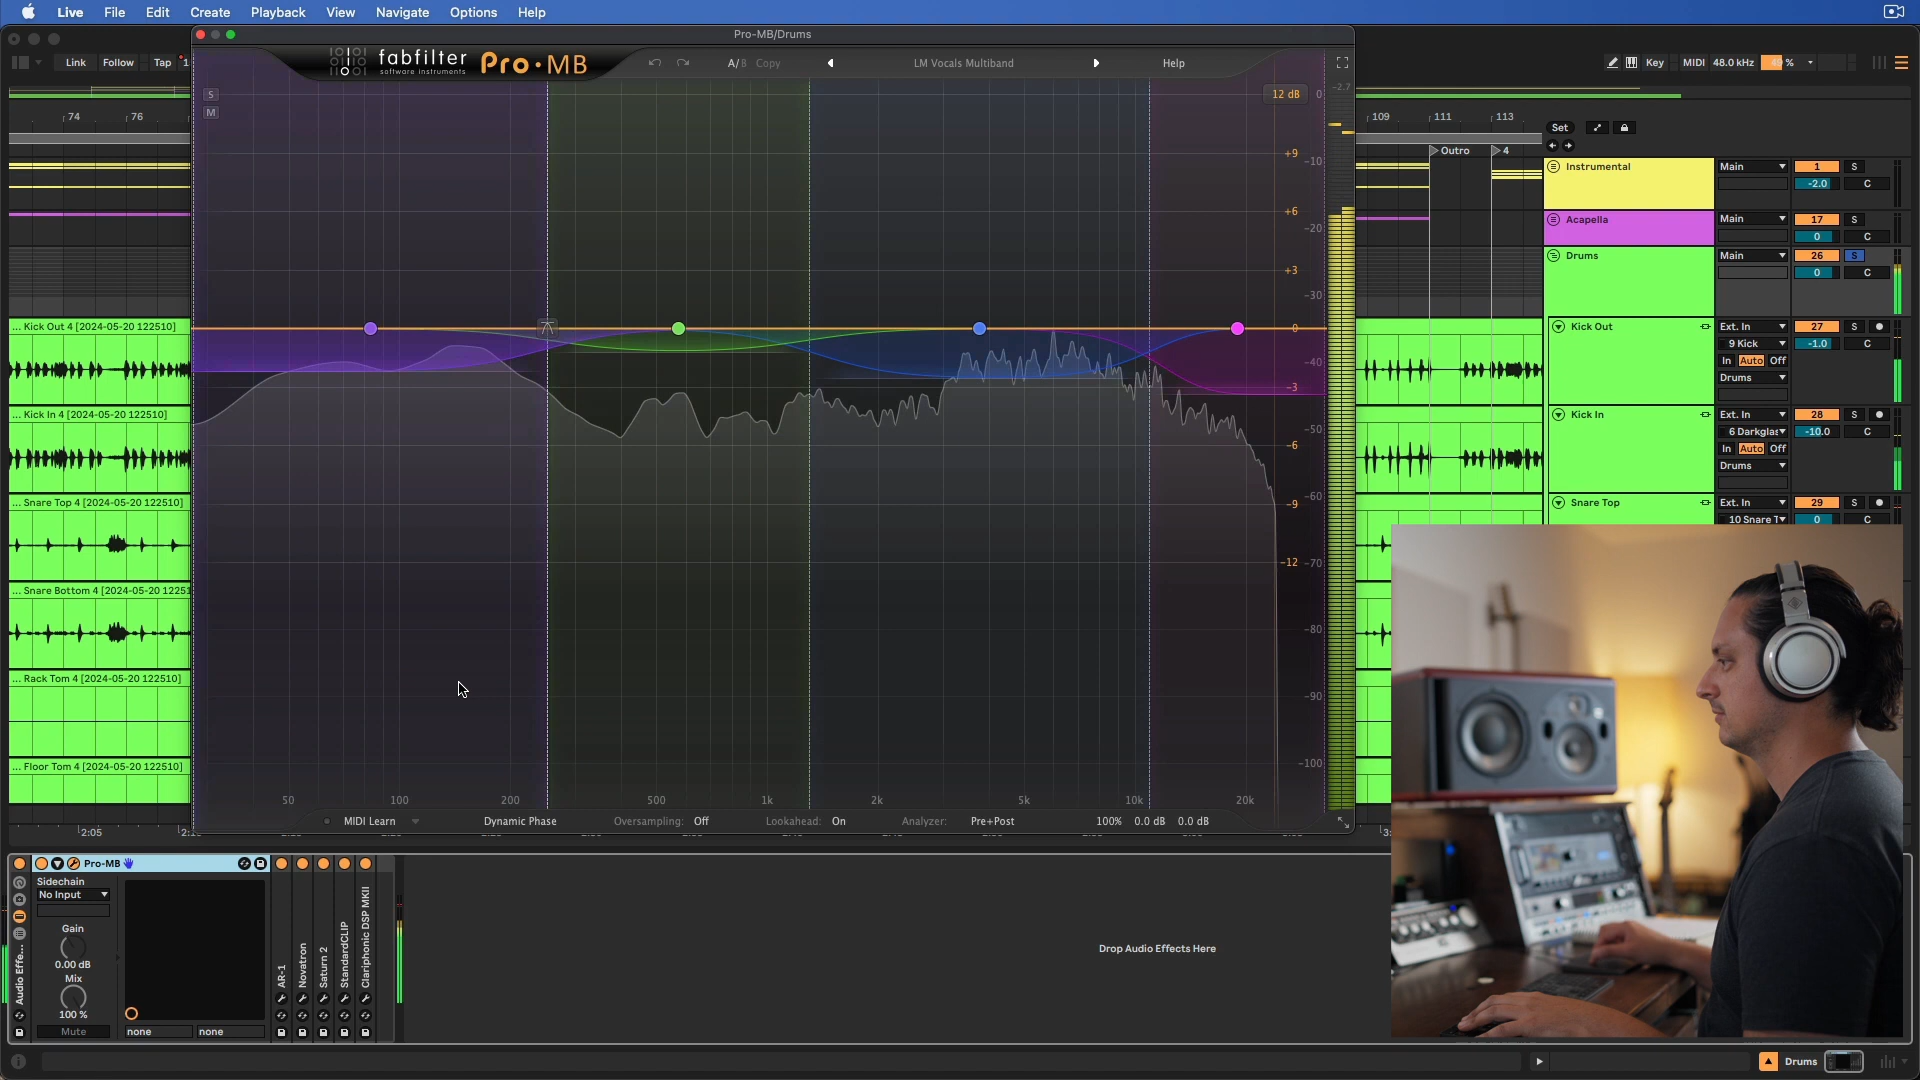 Live File Edit Create Playback View Navigate Options Help
Pro-MB/Drums
Link Follow Tap 1
fabfilter
software instruments
Pro·MB
A/B Copy LM Vocals Multiband Help
Key MIDI 48.0 kHz 49 %
S
M
12 dB 0 -2.7
74 76
109 111 113
Set
Outro 4
+9 -10
+6 -20
+3 -30
0
-40
-3
-50
-6
-60
-9
-12 -70
-80
-90
-100
Instrumental Main 1 S
-2.0 C
Acapella Main 17 S
0 C
Drums Main 26 S
0 C
Kick Out Ext. In 27 S
9 Kick -1.0 C
In Auto Off
Drums
Kick In Ext. In 28 S
6 Darkglas -10.0 C
In Auto Off
Drums
Snare Top Ext. In 29 S
10 Snare T 0 C
... Kick Out 4 [2024-05-20 122510]
... Kick In 4 [2024-05-20 122510]
... Snare Top 4 [2024-05-20 122510]
... Snare Bottom 4 [2024-05-20 12251
... Rack Tom 4 [2024-05-20 122510]
... Floor Tom 4 [2024-05-20 122510]
50 100 200 500 1k 2k 5k 10k 20k
MIDI Learn Dynamic Phase Oversampling: Off Lookahead: On Analyzer: Pre+Post 100% 0.0 dB 0.0 dB
2:05
Pro-MB
Sidechain
No Input
Gain
0.00 dB
Mix
100 %
Mute none none
Audio Effe...
AR-1
Novatron
Saturn 2
StandardCLIP
Clariphonic DSP MKII
Drop Audio Effects Here
Drums